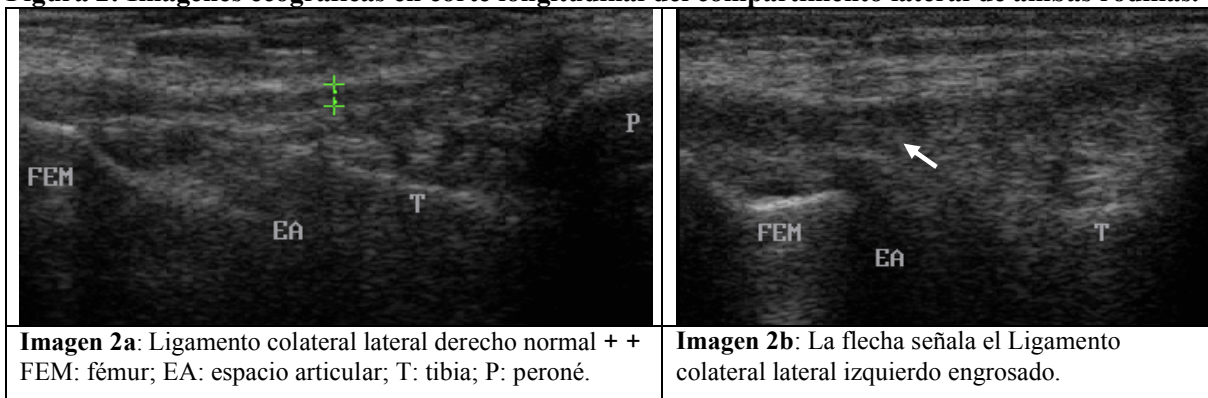 Figura 2: Imágenes ecográficas en corte longitudinal del compartimento lateral de ambas rodillas.
FEM
EA
T
P
FEM
EA
T
Imagen 2a: Ligamento colateral lateral derecho normal + +
FEM: fémur; EA: espacio articular; T: tibia; P: peroné.
Imagen 2b: La flecha señala el Ligamento
colateral lateral izquierdo engrosado.